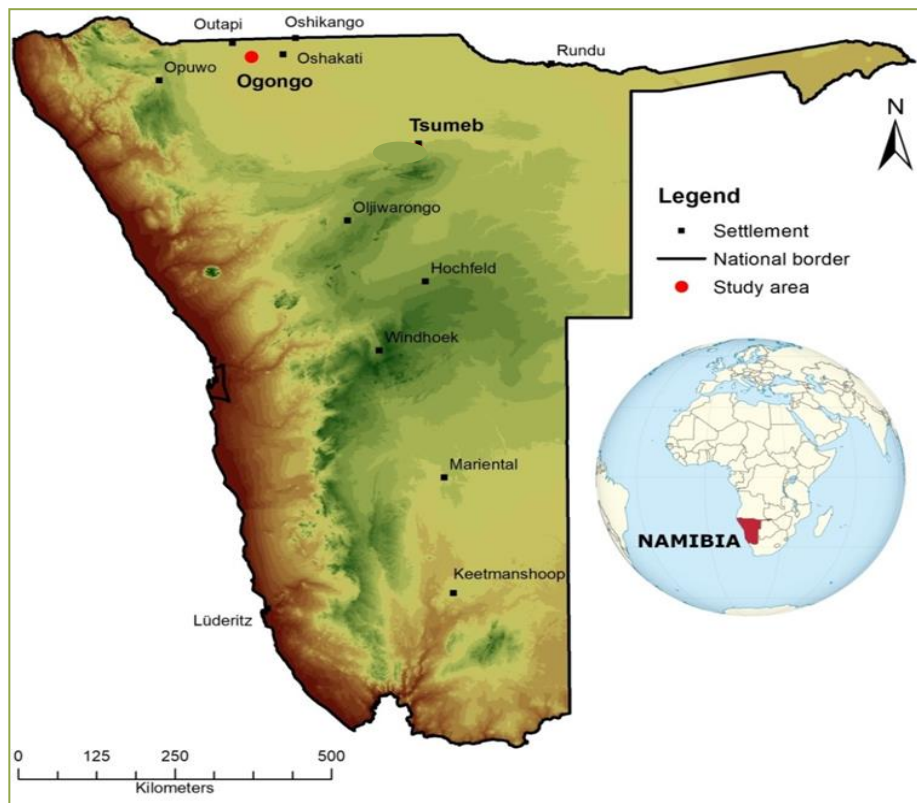 Outapi
Oshikango
Oshakati
Rundu
Opuwo
Ogongo
Tsumeb
N
Legend
Settlement
National border
Study area
Oljiwarongo
Hochfeld
Windhoek
Mariental
NAMIBIA
Keetmanshoop
Lüderitz
0 125 250 500
Kilometers